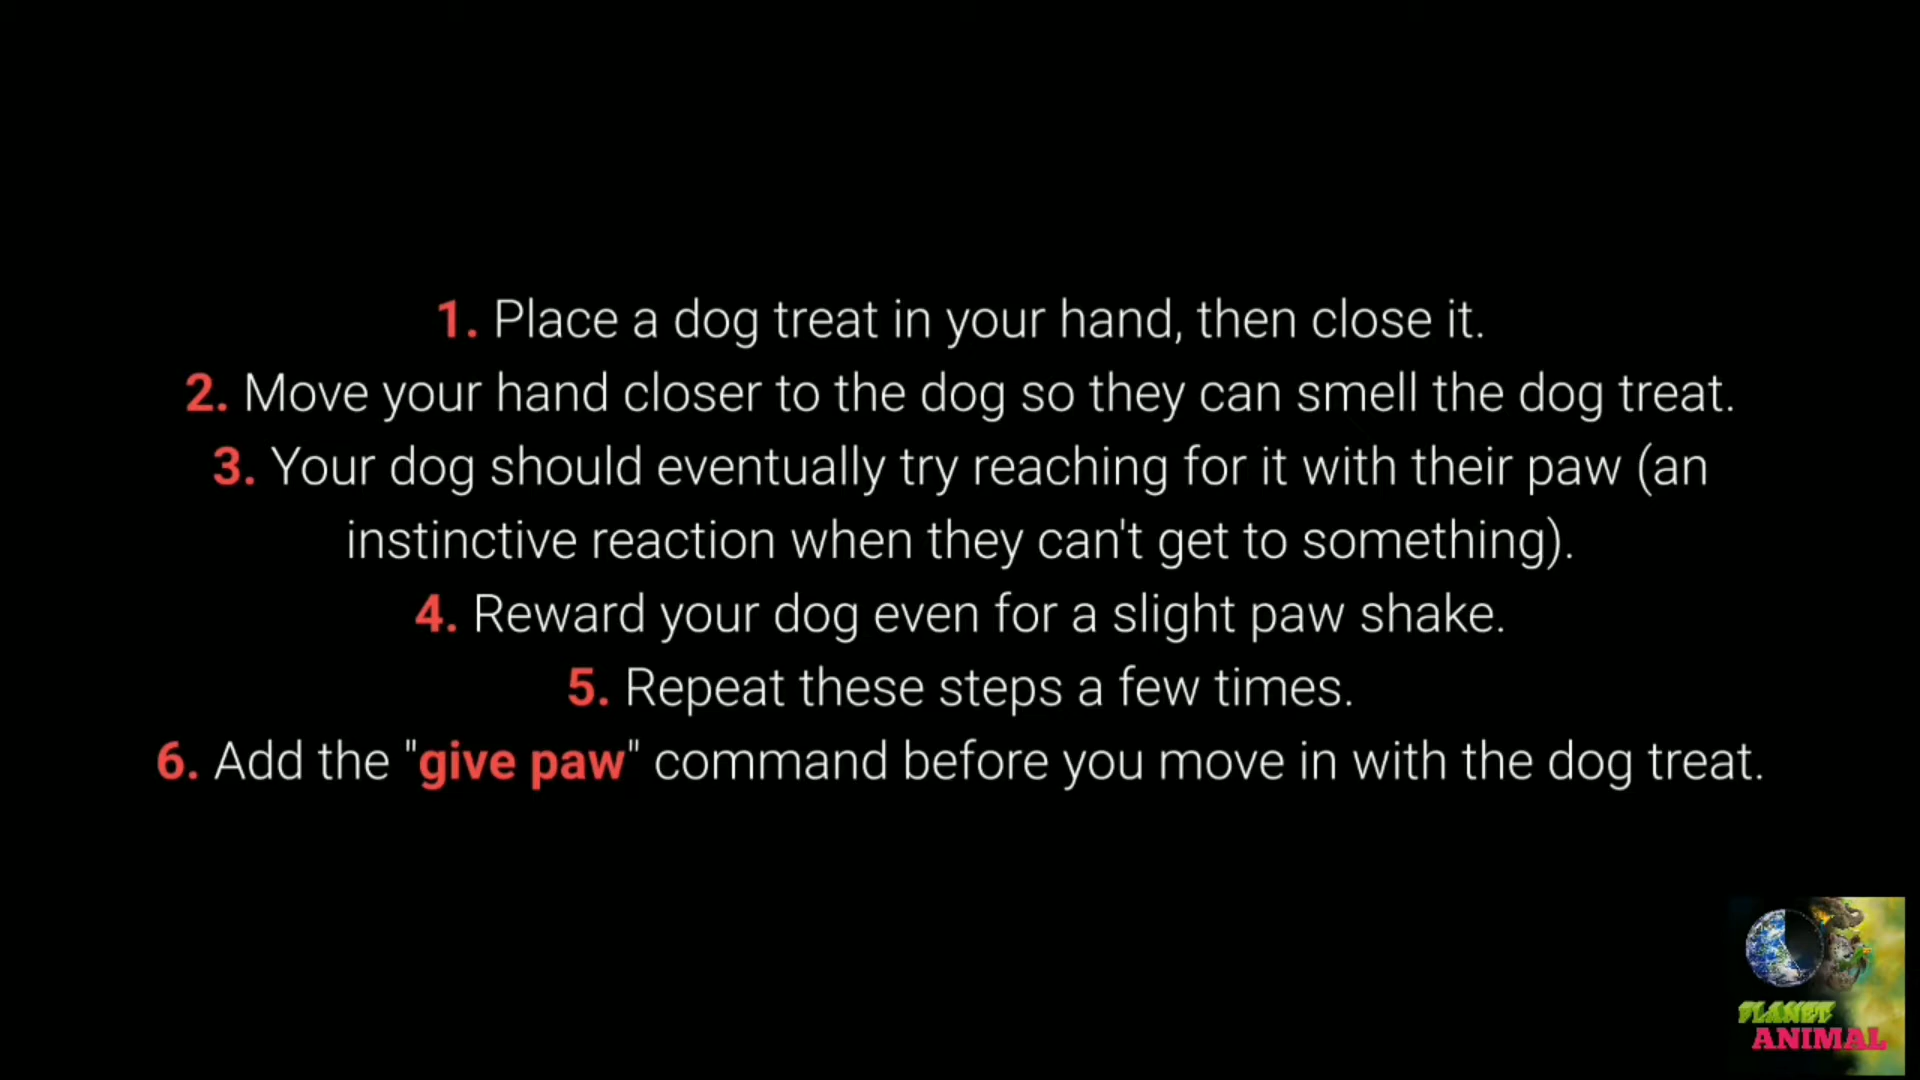 1. Place a dog treat in your hand, then close it.
2. Move your hand closer to the dog so they can smell the dog treat.
3. Your dog should eventually try reaching for it with their paw (an
instinctive reaction when they can't get to something).
4. Reward your dog even for a slight paw shake.
5. Repeat these steps a few times.
6. Add the "give paw" command before you move in with the dog treat.
PLANET
ANIMAL